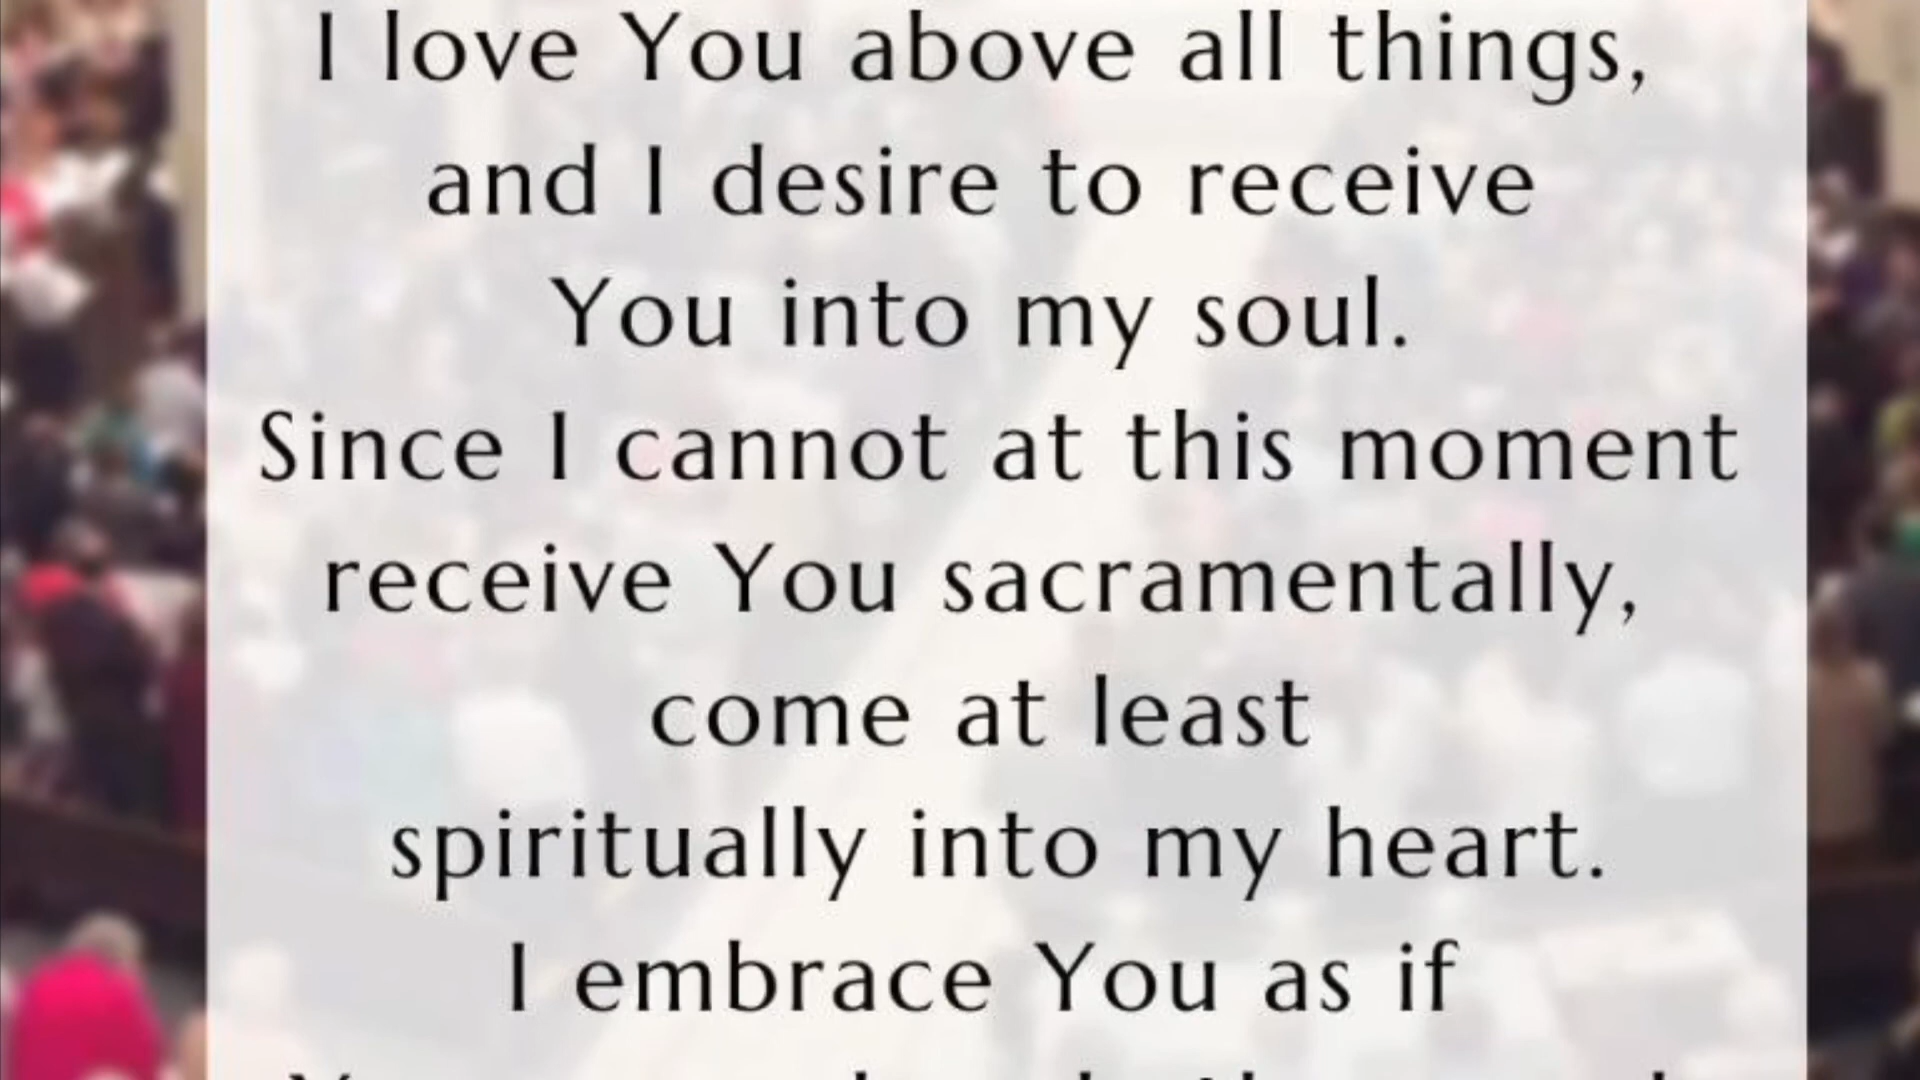 I love You above all things,
and I desire to receive
You into my soul.
Since I cannot at this moment
receive You sacramentally,
come at least
spiritually into my heart.
I embrace You as if